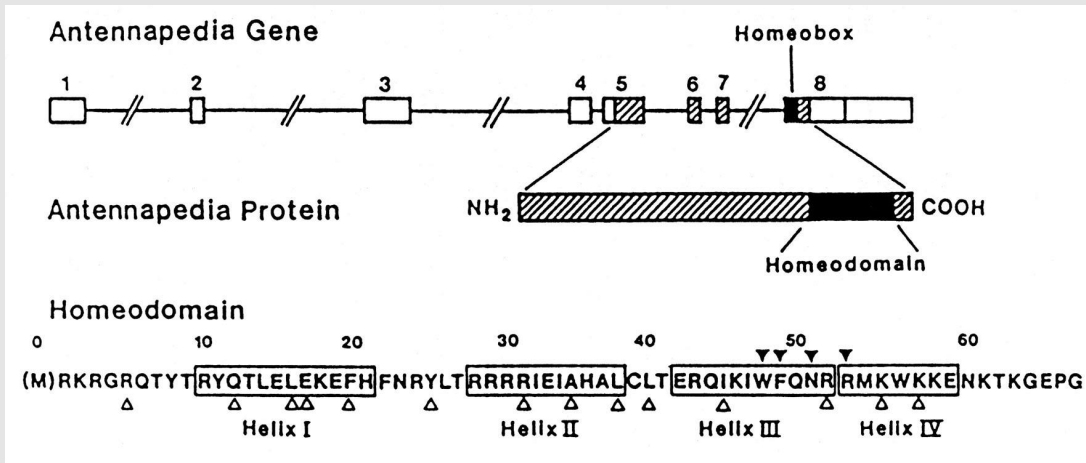 Antennapedia Gene
Homeobox
1 2 3 4 5 6 7 8
Antennapedia Protein NH2 COOH
Homeodomain
Homeodomain
0 10 20 30 40 50 60
(M)RKRGRQTYTRYQTLELEKEFHFNRYLTRRRRIEIAHALCLTERQIKIWFQNRRMKWKKENKTKGEPG
Helix I Helix II Helix III Helix IV